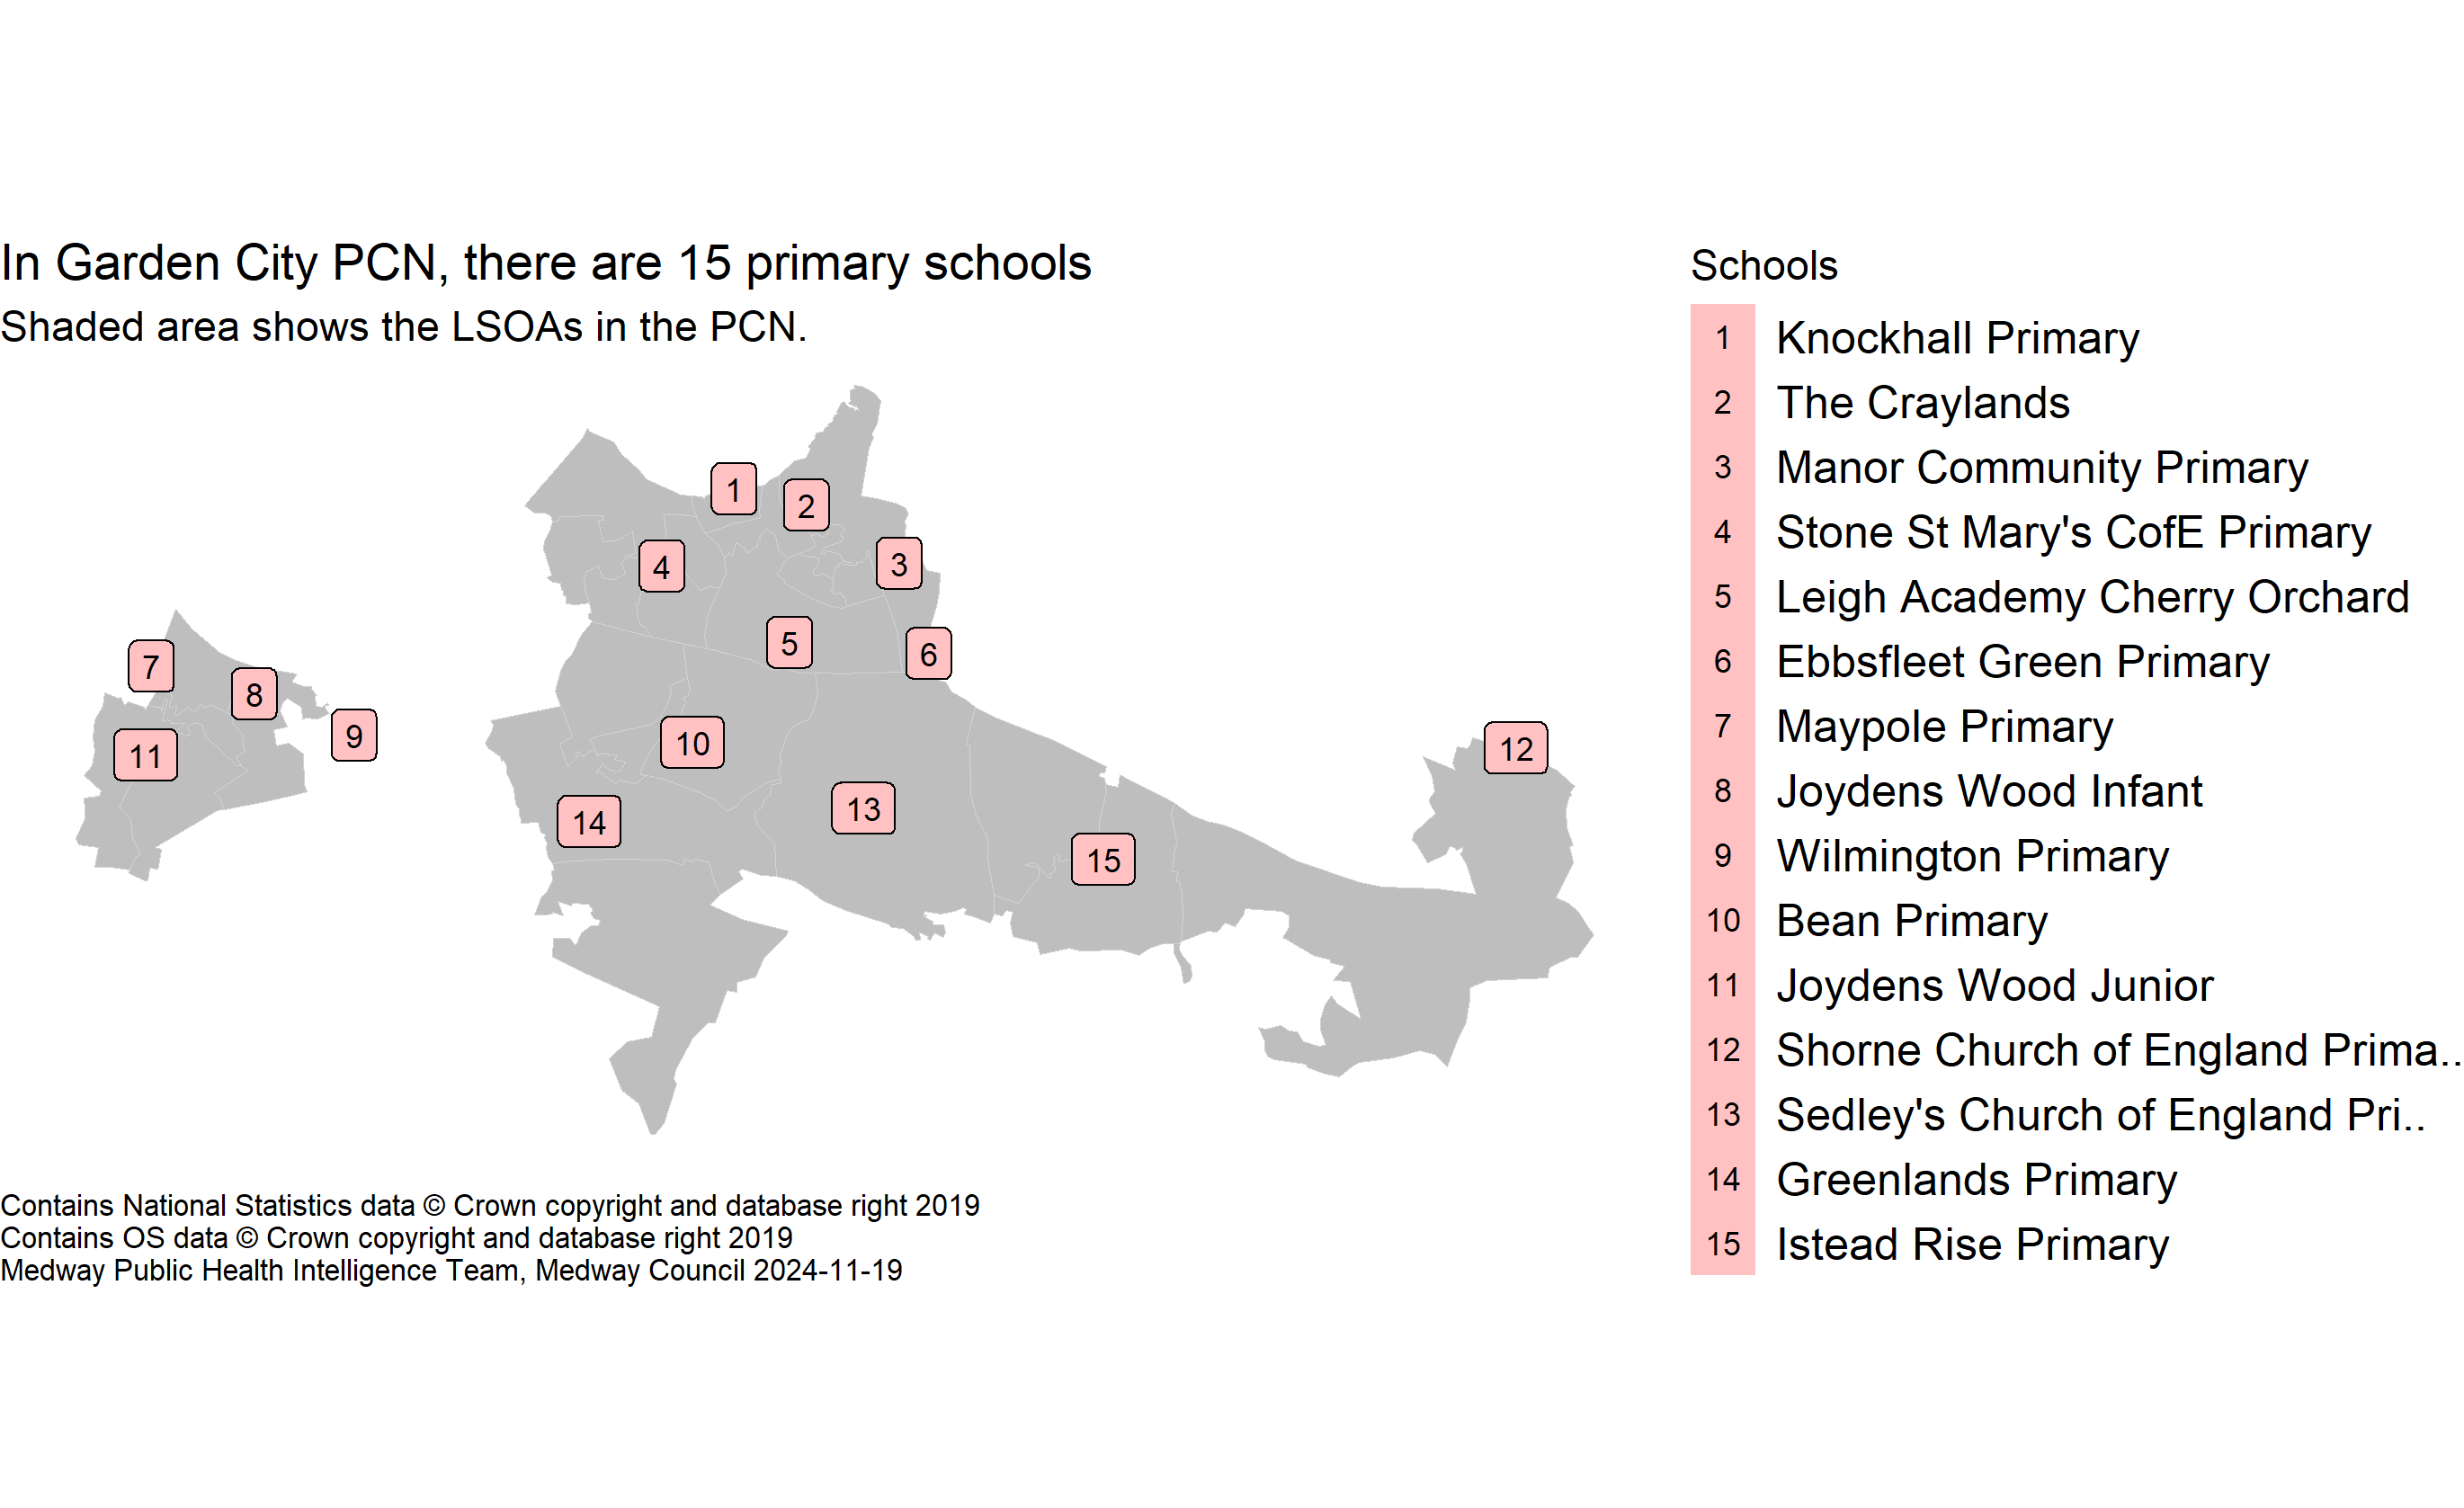 In Garden City PCN, there are 15 primary schools
Shaded area shows the LSOAs in the PCN.
1
2
3
4
5
6
7
8
9
10
11
12
13
14
15
Schools
1 Knockhall Primary
2 The Craylands
3 Manor Community Primary
4 Stone St Mary's CofE Primary
5 Leigh Academy Cherry Orchard
6 Ebbsfleet Green Primary
7 Maypole Primary
8 Joydens Wood Infant
9 Wilmington Primary
10 Bean Primary
11 Joydens Wood Junior
12 Shorne Church of England Prima..
13 Sedley's Church of England Pri..
14 Greenlands Primary
15 Istead Rise Primary
Contains National Statistics data © Crown copyright and database right 2019
Contains OS data © Crown copyright and database right 2019
Medway Public Health Intelligence Team, Medway Council 2024-11-19